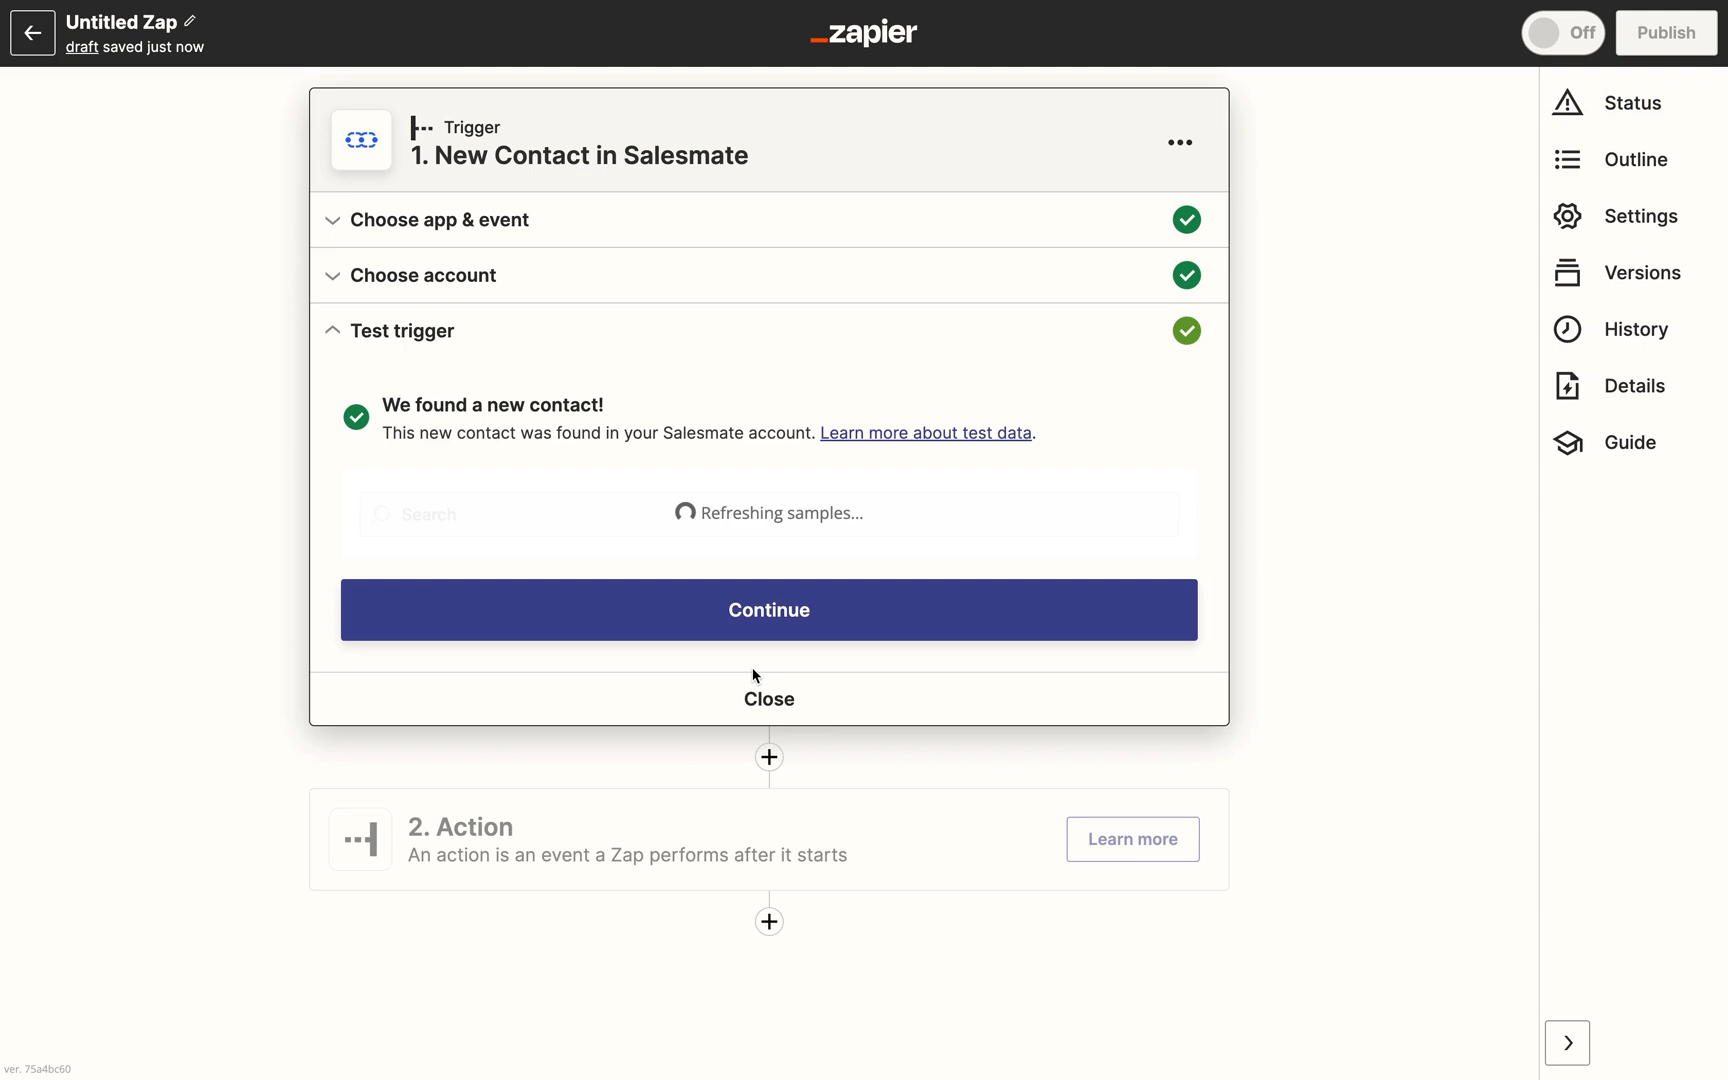 Untitled Zap
draft saved just now
zapier
Off
Publish
Trigger
1. New Contact in Salesmate
Choose app & event
Choose account
Test trigger
We found a new contact!
This new contact was found in your Salesmate account. Learn more about test data.
Search
Refreshing samples...
Continue
Close
2. Action
An action is an event a Zap performs after it starts
Learn more
Status
Outline
Settings
Versions
History
Details
Guide
ver. 75a4bc60